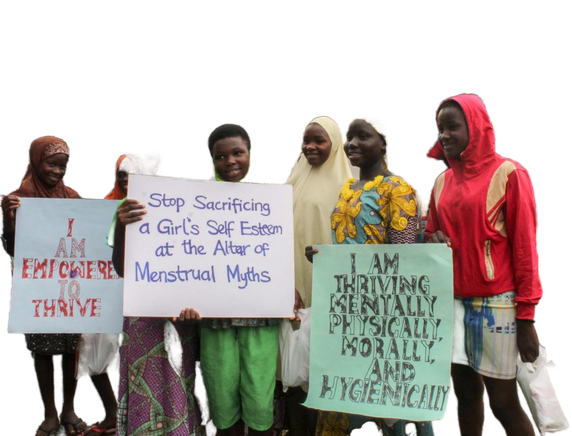 I
AM
EMPOWERE
TO
THRIVE
Stop Sacrificing
a Girl's Self Esteem
at the Altar of
Menstrual Myths
I AM
THRIVING
MENTALLY
PHYSICALLY,
MORALLY,
AND
HYGIENICALLY